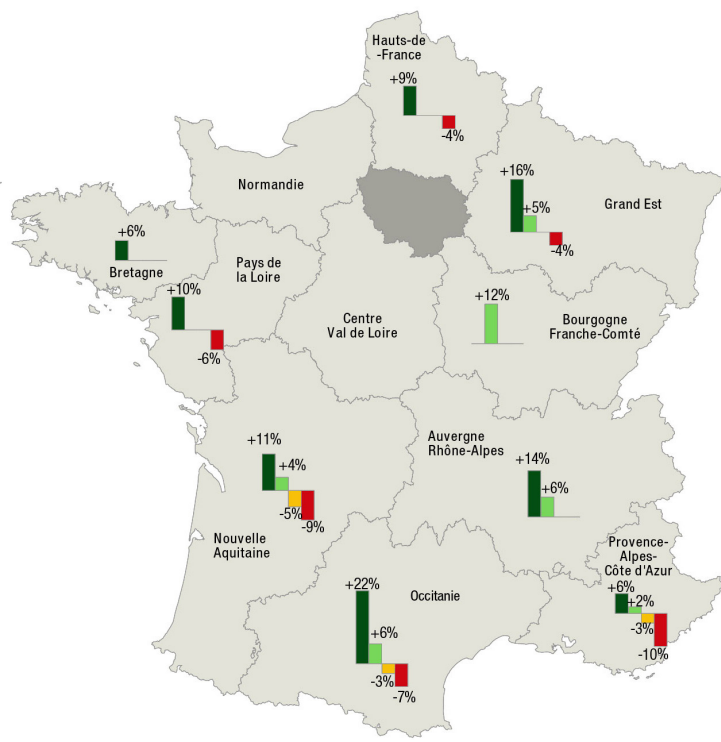 Hauts-de
-France
+9%
-4%
Normandie
+16%
+5%
-4%
Grand Est
+6%
Bretagne
Pays de
la Loire
+10%
-6%
Centre
Val de Loire
+12%
Bourgogne
Franche-Comté
+11%
+4%
-5%
-9%
Nouvelle
Aquitaine
Auvergne
Rhône-Alpes
+14%
+6%
Provence-
Alpes-
Côte d'Azur
+6%
+2%
-3%
-10%
+22%
+6%
-3%
-7%
Occitanie